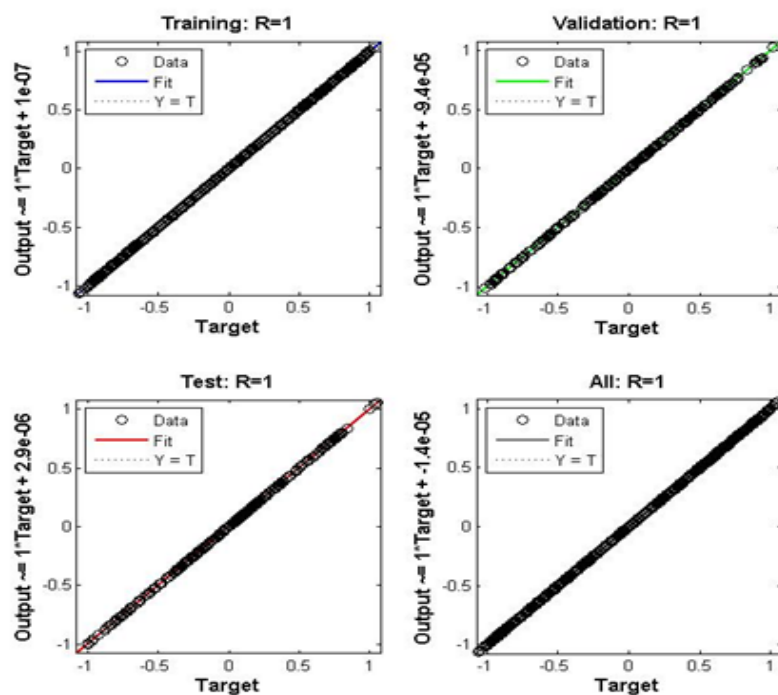 Training: R=1
Output ~= 1*Target + 1e-07
1
0.5
0
-0.5
-1
Data
Fit
Y = T
-1
-0.5
0
0.5
1
Target
Validation: R=1
Output ~= 1*Target + -9.4e-05
1
0.5
0
-0.5
-1
Data
Fit
Y = T
-1
-0.5
0
0.5
1
Target
Test: R=1
Output ~= 1*Target + 2.9e-06
1
0.5
0
-0.5
-1
Data
Fit
Y = T
-1
-0.5
0
0.5
1
Target
All: R=1
Output ~= 1*Target + -1.4e-05
1
0.5
0
-0.5
-1
Data
Fit
Y = T
-1
-0.5
0
0.5
1
Target